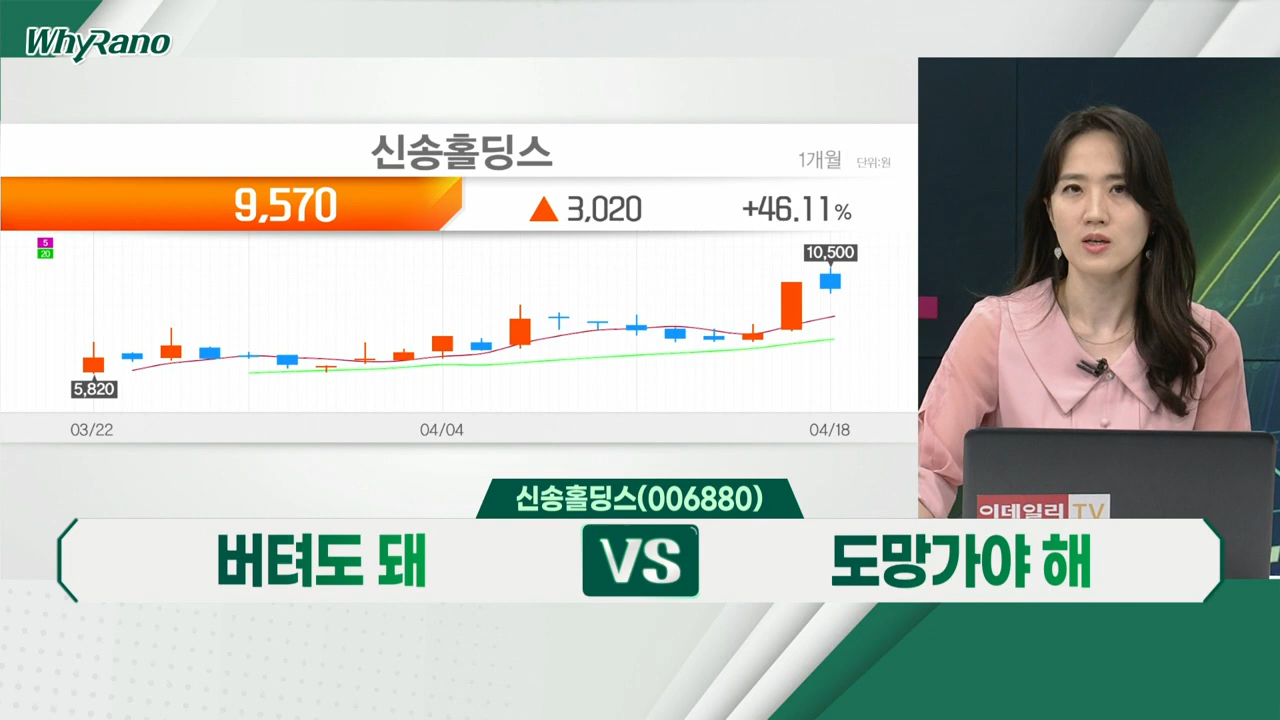 WhyRano
신송홀딩스
1개월 단위:원
9,570 ▲ 3,020 +46.11%
5
20
10,500
5,820
03/22 04/04 04/18
신송홀딩스(006880)
이데일리TV
버텨도 돼 VS 도망가야 해